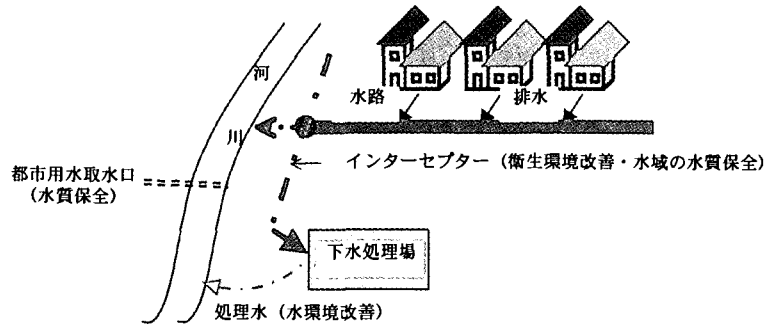 河
川
水路
排水
インターセプター（衛生環境改善・水域の水質保全）
都市用水取水口
（水質保全）
下水処理場
処理水（水環境改善）